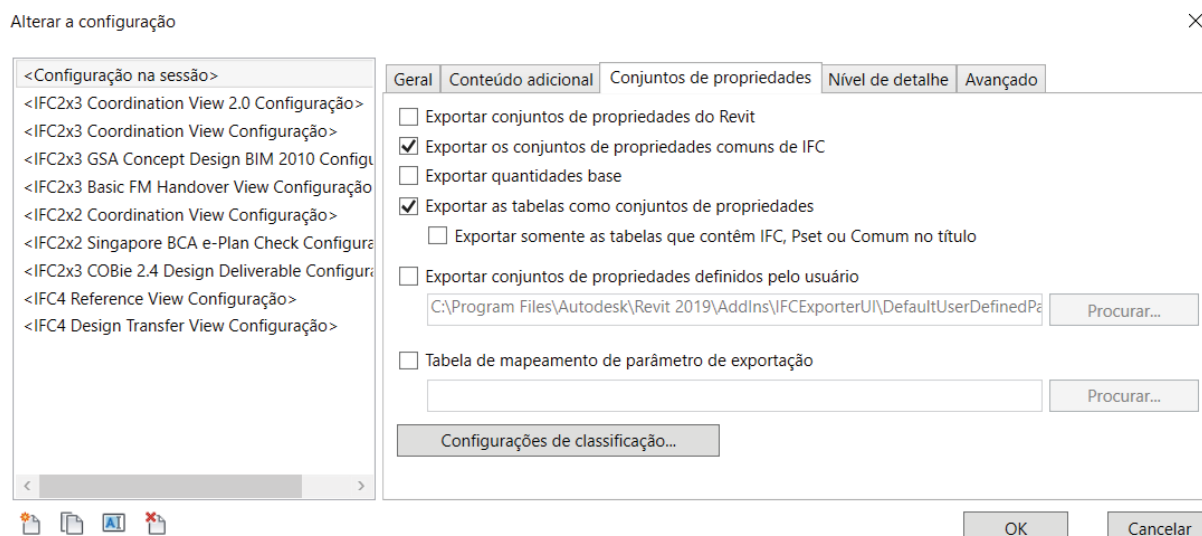 Alterar a configuração
<Configuração na sessão>
<IFC2x3 Coordination View 2.0 Configuração>
<IFC2x3 Coordination View Configuração>
<IFC2x3 GSA Concept Design BIM 2010 Configu
<IFC2x3 Basic FM Handover View Configuração
<IFC2x2 Coordination View Configuração>
<IFC2x2 Singapore BCA e-Plan Check Configura
<IFC2x3 COBie 2.4 Design Deliverable Configura
<IFC4 Reference View Configuração>
<IFC4 Design Transfer View Configuração>
Geral Conteúdo adicional Conjuntos de propriedades Nível de detalhe Avançado
Exportar conjuntos de propriedades do Revit
Exportar os conjuntos de propriedades comuns de IFC
Exportar quantidades base
Exportar as tabelas como conjuntos de propriedades
Exportar somente as tabelas que contêm IFC, Pset ou Comum no título
Exportar conjuntos de propriedades definidos pelo usuário
C:\Program Files\Autodesk\Revit 2019\AddIns\IFCExporterUI\DefaultUserDefinedPa Procurar...
Tabela de mapeamento de parâmetro de exportação
Procurar...
Configurações de classificação...
OK Cancelar